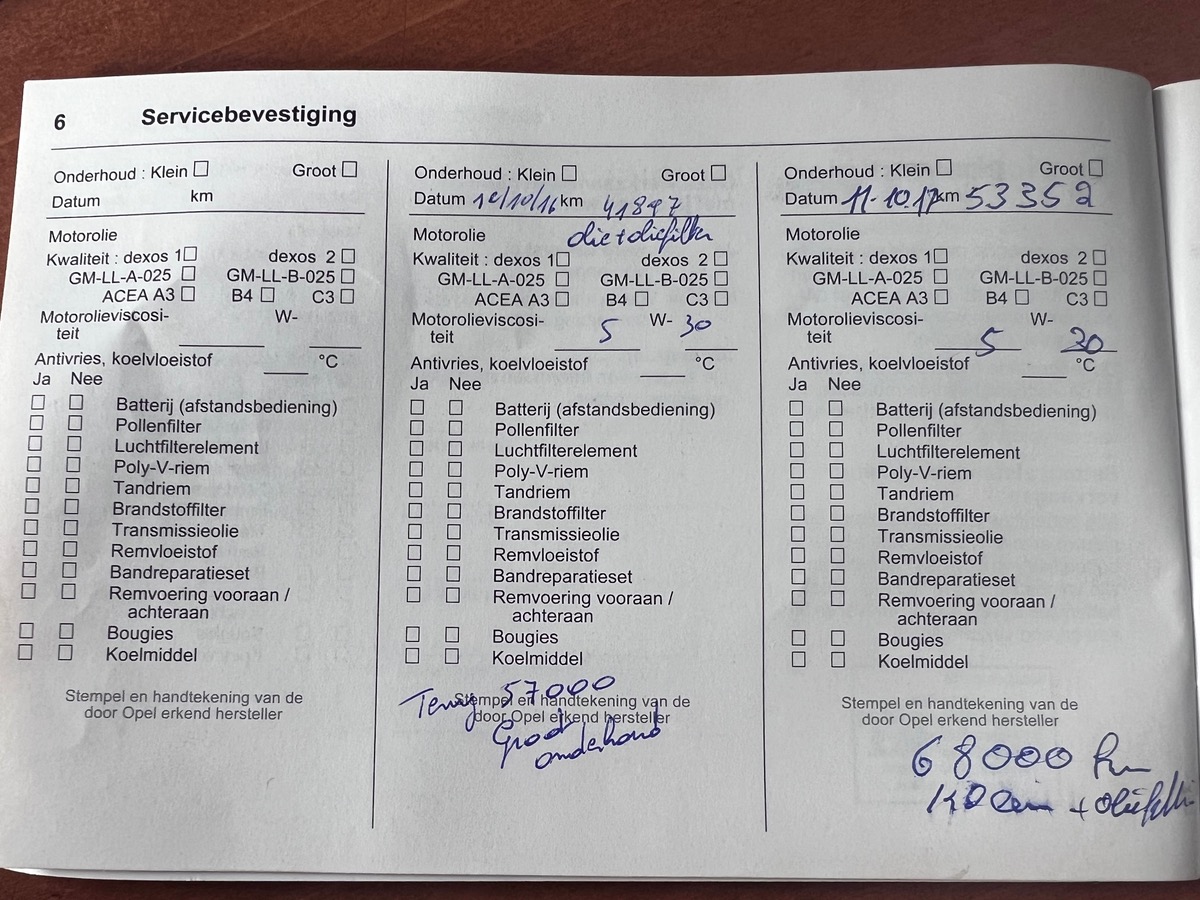 6 Servicebevestiging
Onderhoud : Klein ☐ Groot ☐
Datum km
Motorolie
Kwaliteit : dexos 1☐ dexos 2 ☐
GM-LL-A-025 ☐ GM-LL-B-025 ☐
ACEA A3 ☐ B4 ☐ C3 ☐
Motorolieviscosi- W-
teit
Antivries, koelvloeistof °C
Ja Nee
☐ ☐ Batterij (afstandsbediening)
☐ ☐ Pollenfilter
☐ ☐ Luchtfilterelement
☐ ☐ Poly-V-riem
☐ ☐ Tandriem
☐ ☐ Brandstoffilter
☐ ☐ Transmissieolie
☐ ☐ Remvloeistof
☐ ☐ Bandreparatieset
☐ ☐ Remvoering vooraan /
achteraan
☐ ☐ Bougies
☐ ☐ Koelmiddel
Stempel en handtekening van de
door Opel erkend hersteller
Onderhoud : Klein ☐ Groot ☐
Datum /10/16 km 41897
Motorolie olie+oliefilter
Kwaliteit : dexos 1☐ dexos 2 ☐
GM-LL-A-025 ☐ GM-LL-B-025 ☐
ACEA A3 ☐ B4 ☐ C3 ☐
Motorolieviscosi- W- 30
teit 5
Antivries, koelvloeistof °C
Ja Nee
☐ ☐ Batterij (afstandsbediening)
☐ ☐ Pollenfilter
☐ ☐ Luchtfilterelement
☐ ☐ Poly-V-riem
☐ ☐ Tandriem
☐ ☐ Brandstoffilter
☐ ☐ Transmissieolie
☐ ☐ Remvloeistof
☐ ☐ Bandreparatieset
☐ ☐ Remvoering vooraan /
achteraan
☐ ☐ Bougies
☐ ☐ Koelmiddel
57000
Stempel en handtekening van de
door Opel erkend hersteller
Groot
onderhoud
Onderhoud : Klein ☐ Groot ☐
Datum 11-10.17 km 53352
Motorolie
Kwaliteit : dexos 1☐ dexos 2 ☐
GM-LL-A-025 ☐ GM-LL-B-025 ☐
ACEA A3 ☐ B4 ☐ C3 ☐
Motorolieviscosi- W-
teit 5 30
Antivries, koelvloeistof °C
Ja Nee
☐ ☐ Batterij (afstandsbediening)
☐ ☐ Pollenfilter
☐ ☐ Luchtfilterelement
☐ ☐ Poly-V-riem
☐ ☐ Tandriem
☐ ☐ Brandstoffilter
☐ ☐ Transmissieolie
☐ ☐ Remvloeistof
☐ ☐ Bandreparatieset
☐ ☐ Remvoering vooraan /
achteraan
☐ ☐ Bougies
☐ ☐ Koelmiddel
Stempel en handtekening van de
door Opel erkend hersteller
68000 km
Klein + oliefilter